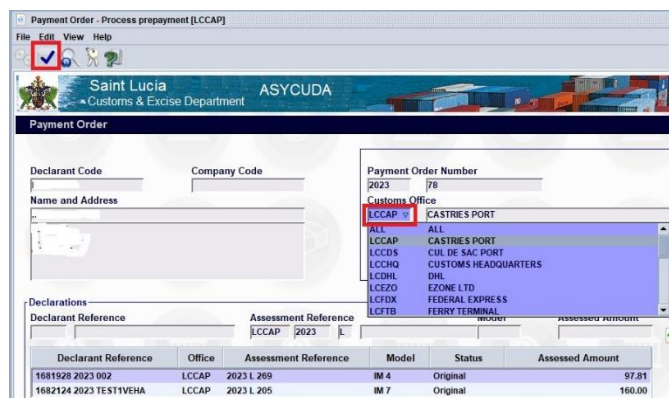 Payment Order - Process prepayment [LCCAP]
File Edit View Help
Saint Lucia
Customs & Excise Department
ASYCUDA
Payment Order
Declarant Code
Company Code
Payment Order Number
2023 78
Name and Address
Customs Office
LCCAP CASTRIES PORT
..
ALL ALL
LCCAP CASTRIES PORT
LCCDS CUL DE SAC PORT
LCCHQ CUSTOMS HEADQUARTERS
LCDHL DHL
LCEZO EZONE LTD
LCFDX FEDERAL EXPRESS
LCFTB FERRY TERMINAL
Declarations
Declarant Reference Assessment Reference Model Assessed Amount
LCCAP 2023 L
Declarant Reference Office Assessment Reference Model Status Assessed Amount
1681928 2023 002 LCCAP 2023 L 269 IM 4 Original 97.81
1682124 2023 TEST1VEHA LCCAP 2023 L 205 IM 7 Original 160.00